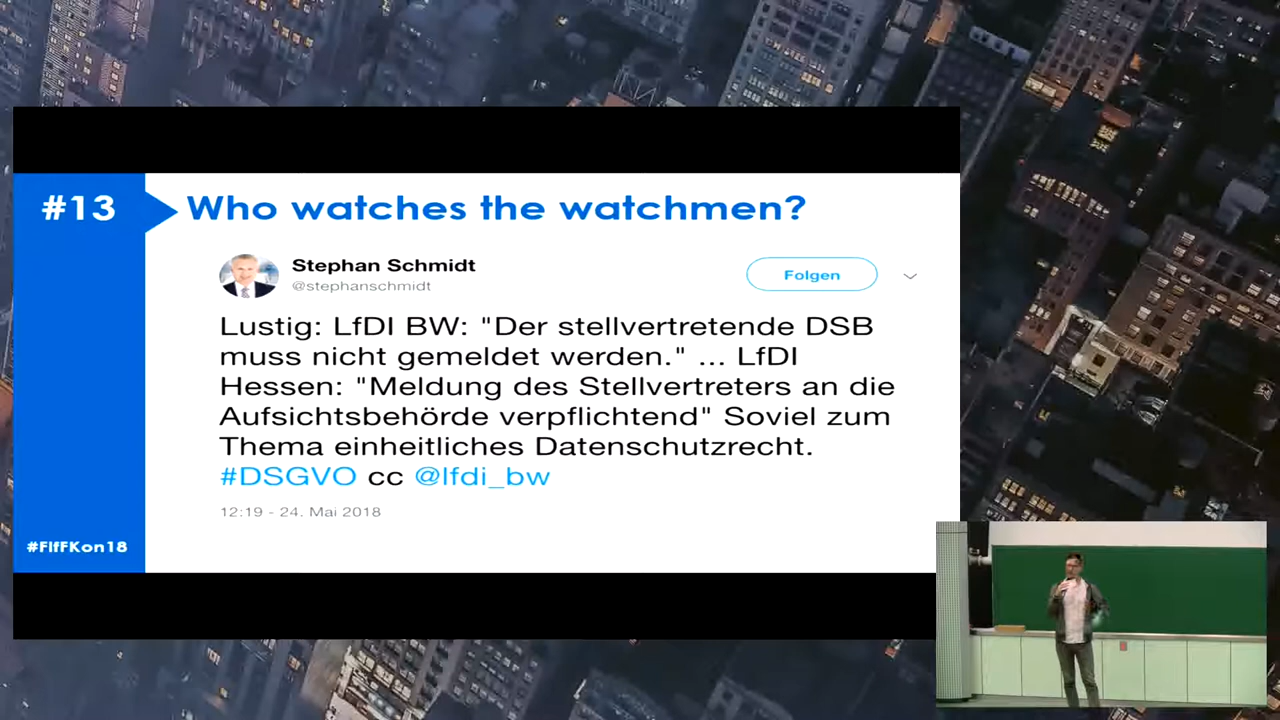 #13
Who watches the watchmen?
Stephan Schmidt
@stephanschmidt
Folgen
Lustig: LfDI BW: "Der stellvertretende DSB
muss nicht gemeldet werden." ... LfDI
Hessen: "Meldung des Stellvertreters an die
Aufsichtsbehörde verpflichtend" Soviel zum
Thema einheitliches Datenschutzrecht.
#DSGVO cc @lfdi_bw
12:19 - 24. Mai 2018
#FIfFKon18